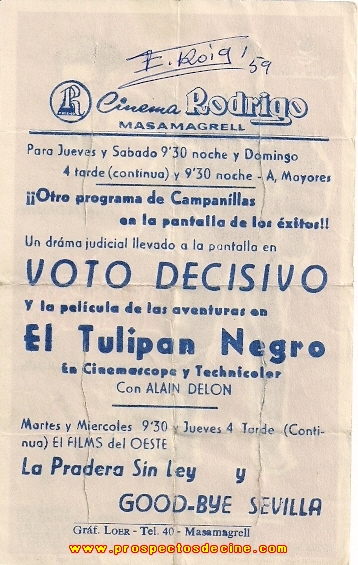 E. Roig '59
R Cinema Rodrigo
MASAMAGRELL
Para Jueves y Sabado 9'30 noche y Domingo
4 tarde (continua) y 9'30 noche - A, Mayores
¡¡Otro programa de Campanillas
en la pantalla de los éxitos!!
Un dráma judicial llevado a la pantalla en
VOTO DECISIVO
Y la película de las aventuras en
El Tulipan Negro
En Cinemascope y Technicolor
Con ALAIN DELON
Martes y Miercoles 9'30 y Jueves 4 Tarde (Conti-
nua) El FILMS del OESTE
La Pradera Sin Ley y
GOOD-BYE SEVILLA
Gráf. LOER - Tel. 40 - Masamagrell
www.prospectosdecine.com